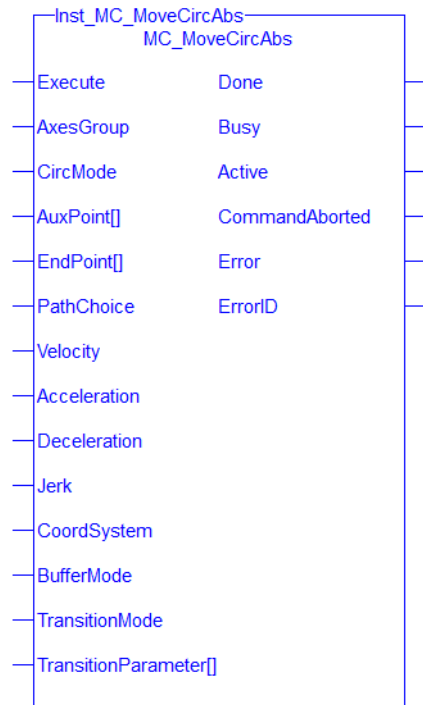 Inst_MC_MoveCircAbs
MC_MoveCircAbs
Execute Done
AxesGroup Busy
CircMode Active
AuxPoint[] CommandAborted
EndPoint[] Error
PathChoice ErrorID
Velocity
Acceleration
Deceleration
Jerk
CoordSystem
BufferMode
TransitionMode
TransitionParameter[]